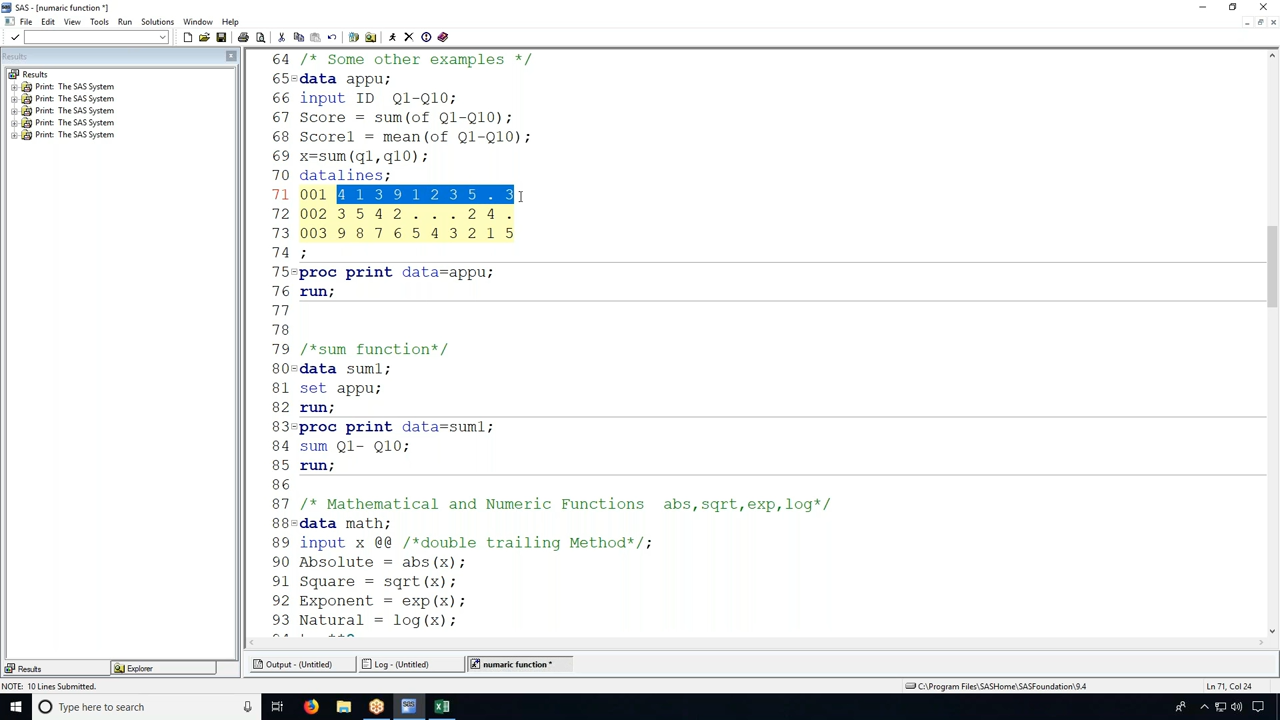 SAS - [numaric function *]
File Edit View Tools Run Solutions Window Help
Results
Results
Print: The SAS System
Print: The SAS System
Print: The SAS System
Print: The SAS System
Print: The SAS System
64 /* Some other examples */
65 data appu;
66 input ID Q1-Q10;
67 Score = sum(of Q1-Q10);
68 Score1 = mean(of Q1-Q10);
69 x=sum(q1,q10);
70 datalines;
71 001 4 1 3 9 1 2 3 5 . 3
72 002 3 5 4 2 . . . 2 4 .
73 003 9 8 7 6 5 4 3 2 1 5
74 ;
75 proc print data=appu;
76 run;
77
78
79 /*sum function*/
80 data sum1;
81 set appu;
82 run;
83 proc print data=sum1;
84 sum Q1- Q10;
85 run;
86
87 /* Mathematical and Numeric Functions abs,sqrt,exp,log*/
88 data math;
89 input x @@ /*double trailing Method*/;
90 Absolute = abs(x);
91 Square = sqrt(x);
92 Exponent = exp(x);
93 Natural = log(x);
Results Explorer
Output - (Untitled) Log - (Untitled) numaric function *
NOTE: 10 Lines Submitted.
C:\Program Files\SASHome\SASFoundation\9.4
Ln 71, Col 24
Type here to search